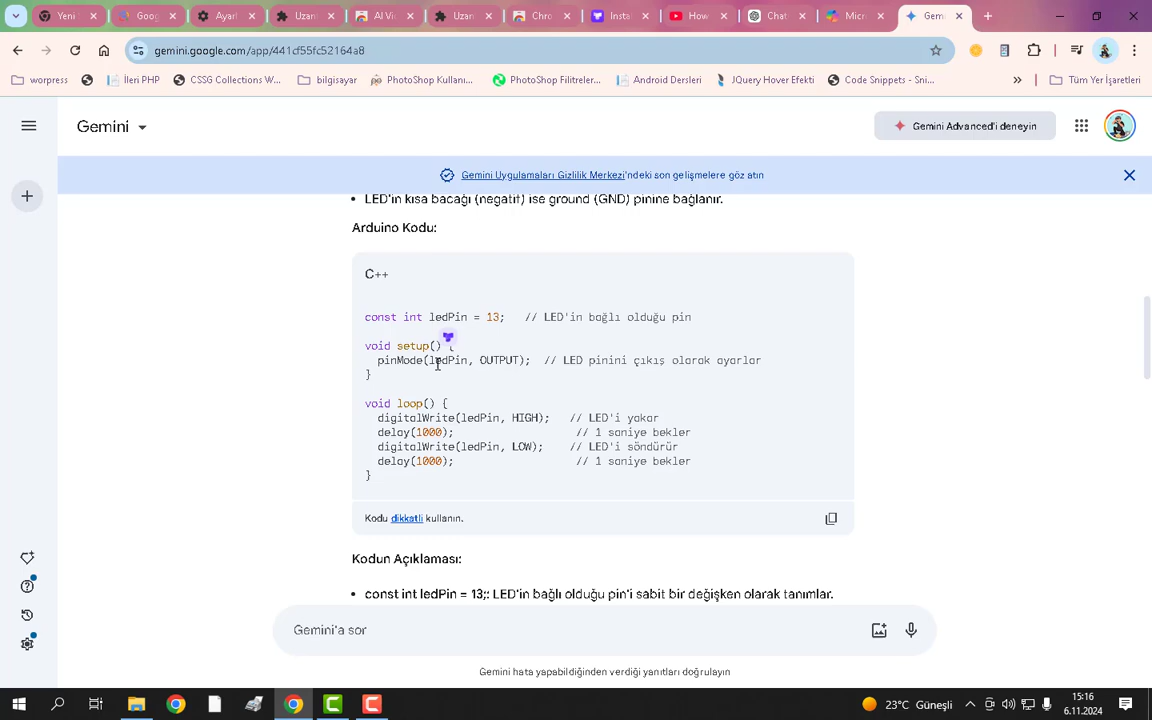 Yeni
Goog
Ayarl
Uzan
AI Vi
Uzan
Chro
Insta
How
Chat
Micr
Gem
gemini.google.com/app/441cf55fc52164a8
worpress
İleri PHP
CSSG Collections W...
bilgisayar
PhotoShop Kullanı...
PhotoShop Filitreler...
Android Dersleri
JQuery Hover Efekti
Code Snippets - Sni...
»
Tüm Yer İşaretleri
Gemini
Gemini Advanced'i deneyin
Gemini Uygulamaları Gizlilik Merkezi'ndeki son gelişmelere göz atın
• LED'in kısa bacağı (negatif) ise ground (GND) pinine bağlanır.
Arduino Kodu:
C++
const int ledPin = 13; // LED'in bağlı olduğu pin
void setup() {
pinMode(ledPin, OUTPUT); // LED pinini çıkış olarak ayarlar
}
void loop() {
digitalWrite(ledPin, HIGH); // LED'i yakar
delay(1000); // 1 saniye bekler
digitalWrite(ledPin, LOW); // LED'i söndürür
delay(1000); // 1 saniye bekler
}
Kodu dikkatli kullanın.
Kodun Açıklaması:
• const int ledPin = 13;: LED'in bağlı olduğu pin'i sabit bir değişken olarak tanımlar.
Gemini'a sor
Gemini hata yapabildiğinden verdiği yanıtları doğrulayın
23°C Güneşli
15:16
6.11.2024